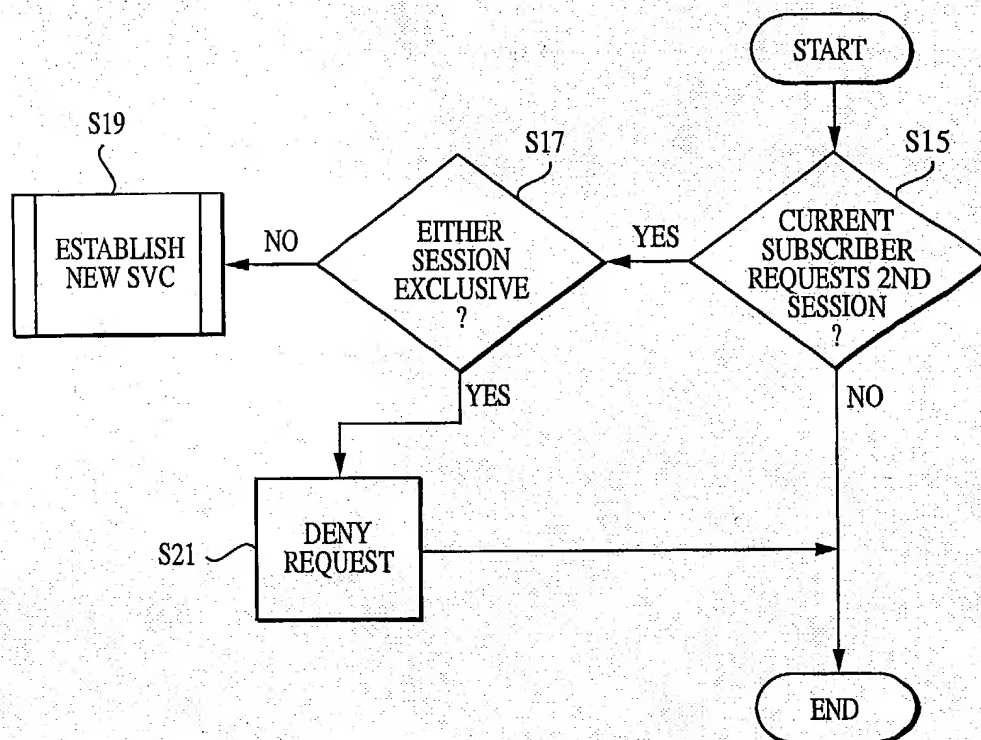 START
S19
S17
S15
ESTABLISH
NEW SVC
NO
EITHER
SESSION
EXCLUSIVE
?
YES
CURRENT
SUBSCRIBER
REQUESTS 2ND
SESSION
?
YES
NO
S21
DENY
REQUEST
END